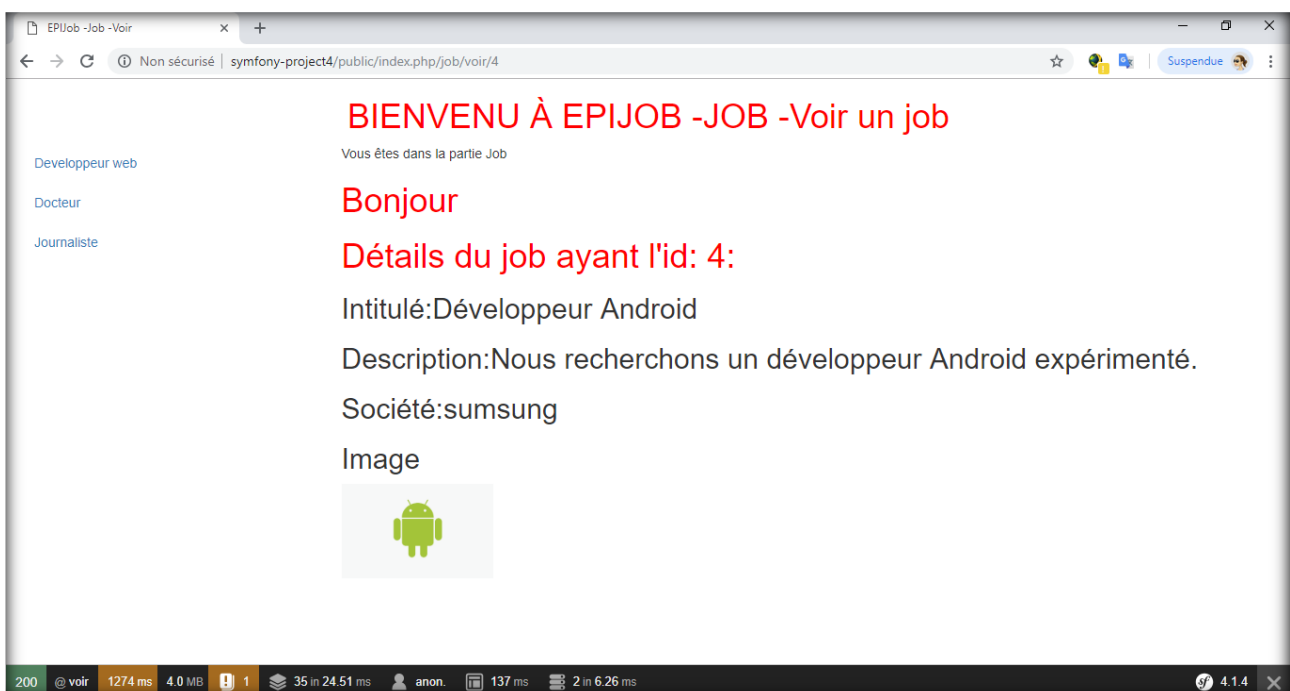 EPIJob -Job -Voir
Non sécurisé | symfony-project4/public/index.php/job/voir/4
Suspendue
BIENVENU À EPIJOB -JOB -Voir un job
Vous êtes dans la partie Job
Developpeur web
Docteur
Journaliste
Bonjour
Détails du job ayant l'id: 4:
Intitulé:Développeur Android
Description:Nous recherchons un développeur Android expérimenté.
Société:sumsung
Image
200 @ voir 1274 ms 4.0 MB 1 35 in 24.51 ms anon. 137 ms 2 in 6.26 ms sf 4.1.4